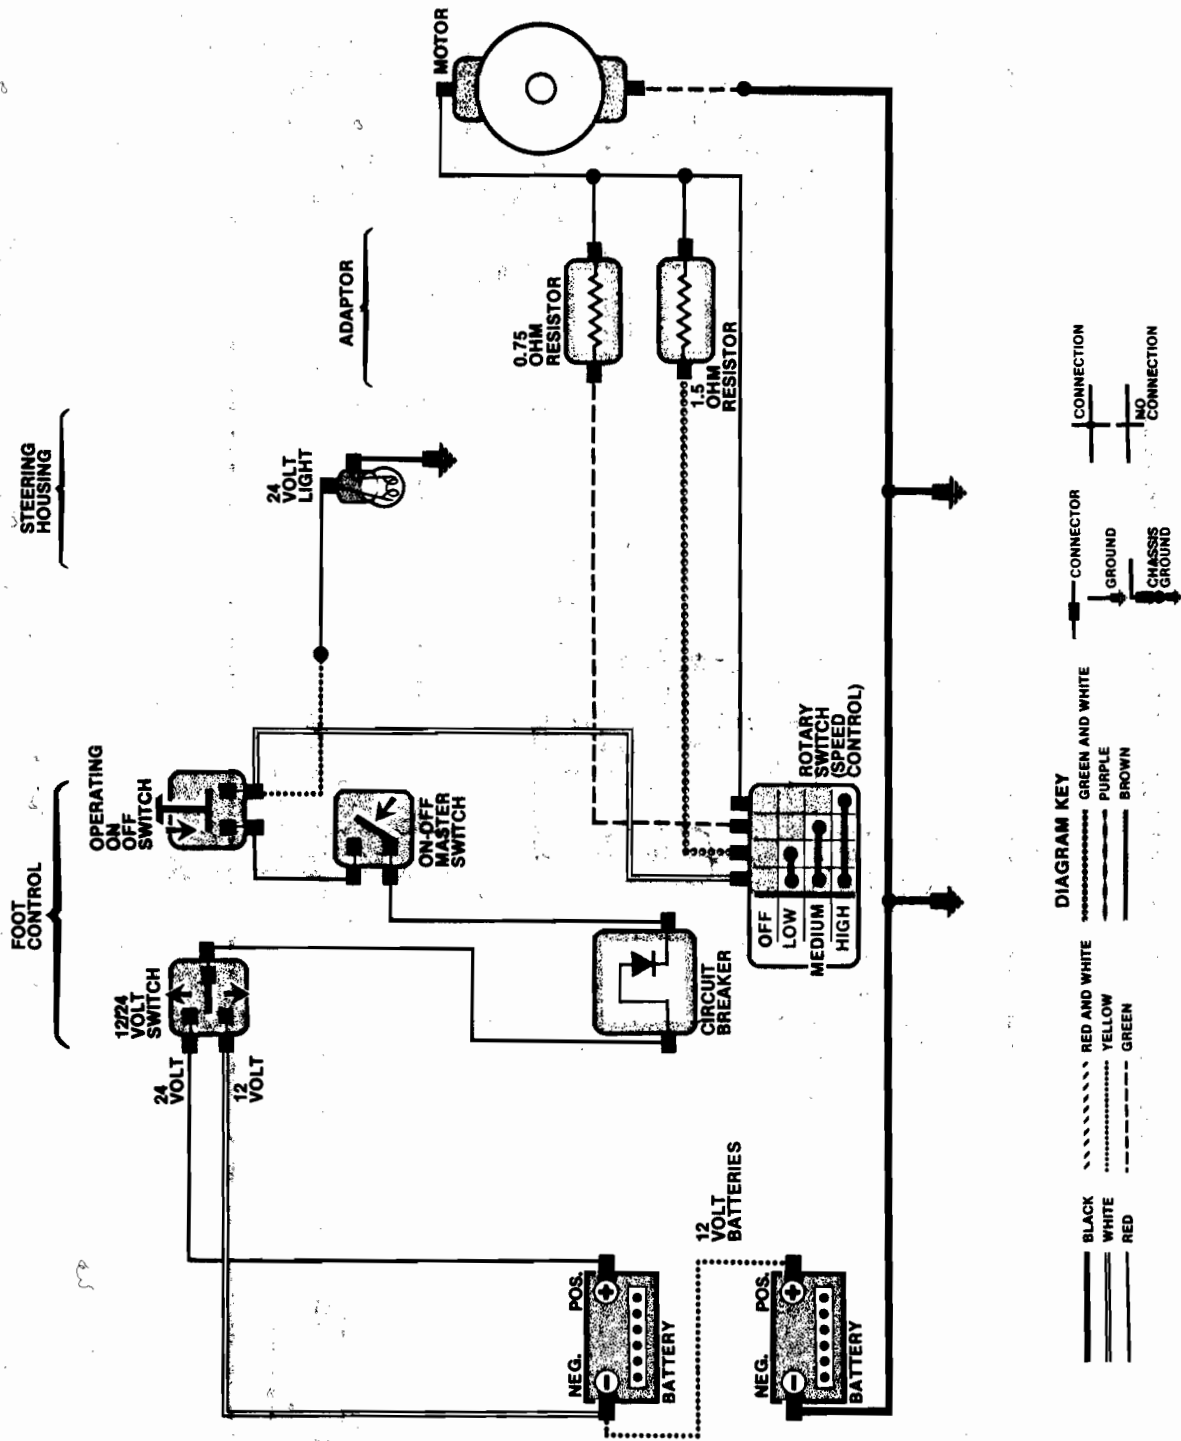 FOOT
CONTROL
STEERING
HOUSING
ADAPTOR
MOTOR
12/24
VOLT
SWITCH
24
VOLT
12
VOLT
OPERATING
ON
OFF
SWITCH
ON-OFF
MASTER
SWITCH
24
VOLT
LIGHT
0.75
OHM
RESISTOR
1.5
OHM
RESISTOR
CIRCUIT
BREAKER
OFF
LOW
MEDIUM
HIGH
ROTARY
SWITCH
(SPEED
CONTROL)
NEG.
POS.
BATTERY
12
VOLT
BATTERIES
NEG.
POS.
BATTERY
DIAGRAM KEY
BLACK
WHITE
RED
RED AND WHITE
YELLOW
GREEN
GREEN AND WHITE
PURPLE
BROWN
CONNECTOR
GROUND
CHASSIS
GROUND
CONNECTION
NO
CONNECTION